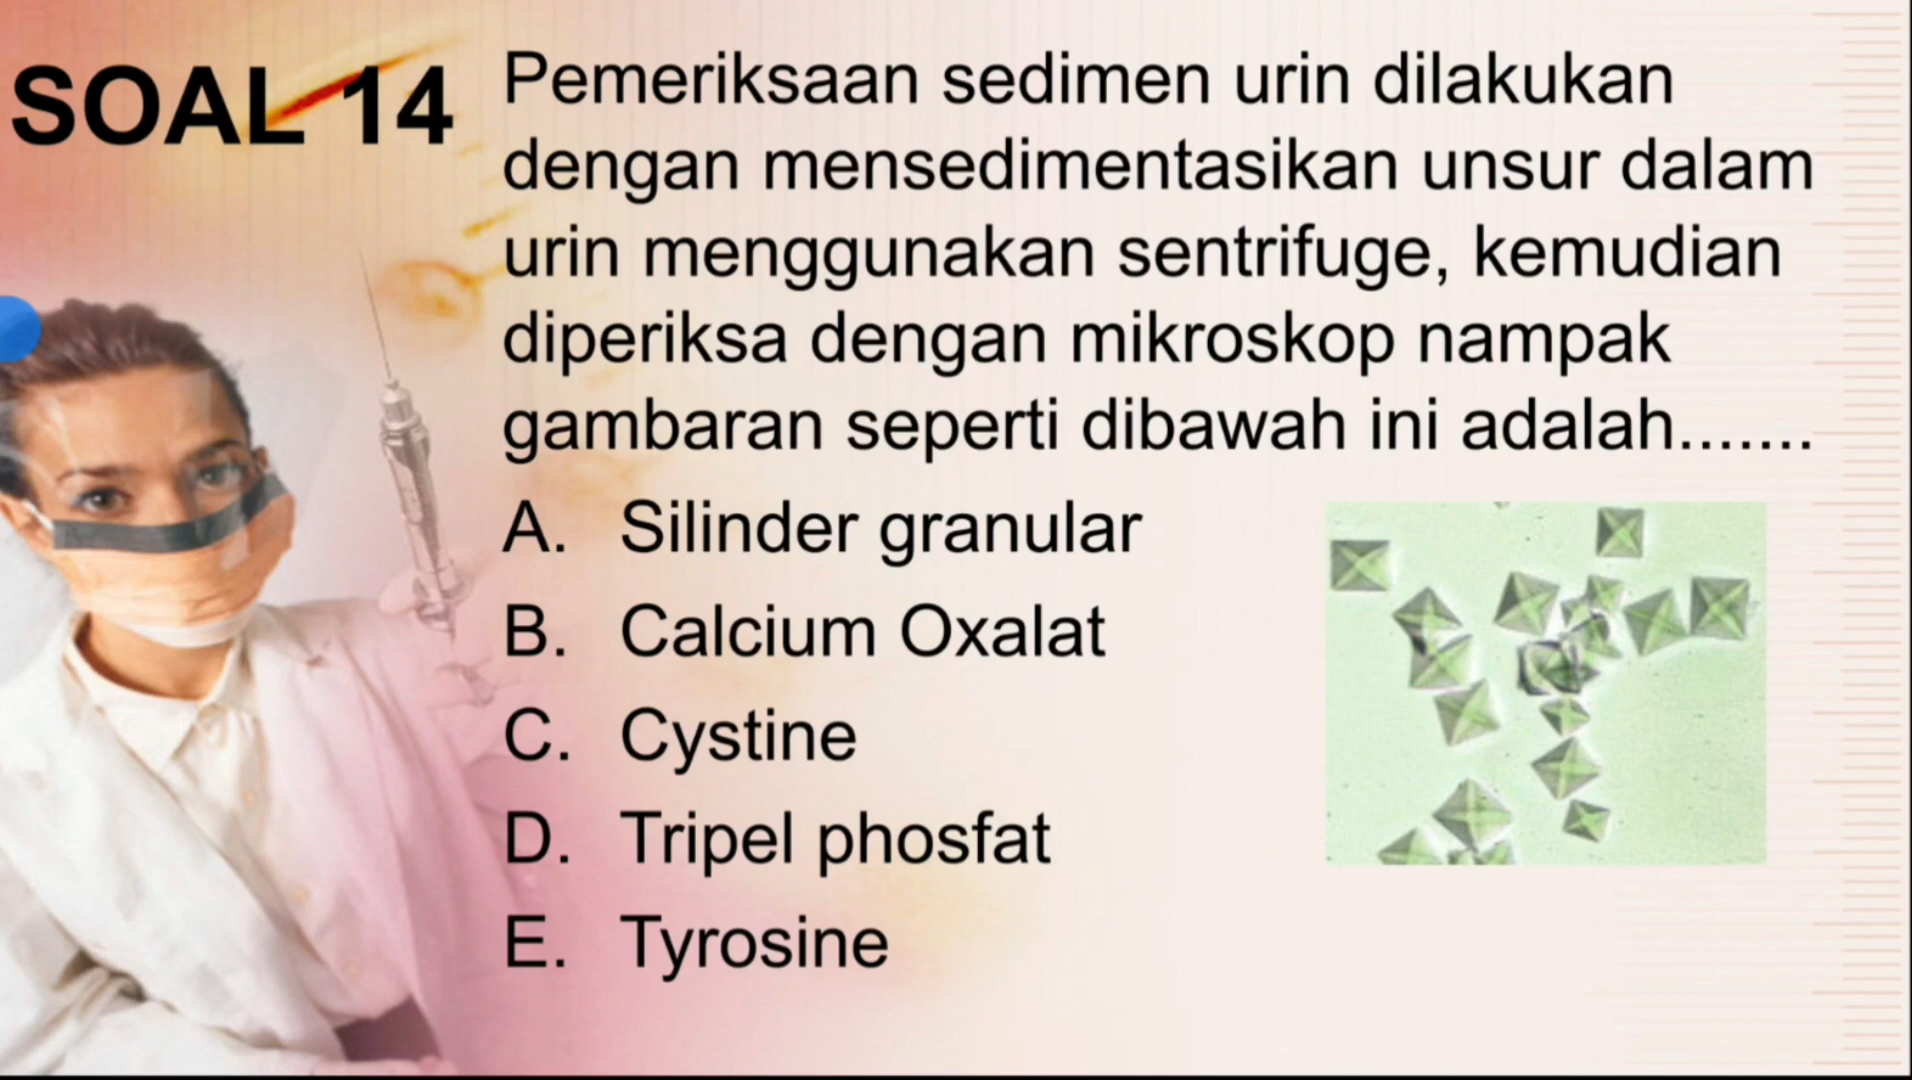 SOAL 14
Pemeriksaan sedimen urin dilakukan
dengan mensedimentasikan unsur dalam
urin menggunakan sentrifuge, kemudian
diperiksa dengan mikroskop nampak
gambaran seperti dibawah ini adalah.......
A. Silinder granular
B. Calcium Oxalat
C. Cystine
D. Tripel phosfat
E. Tyrosine